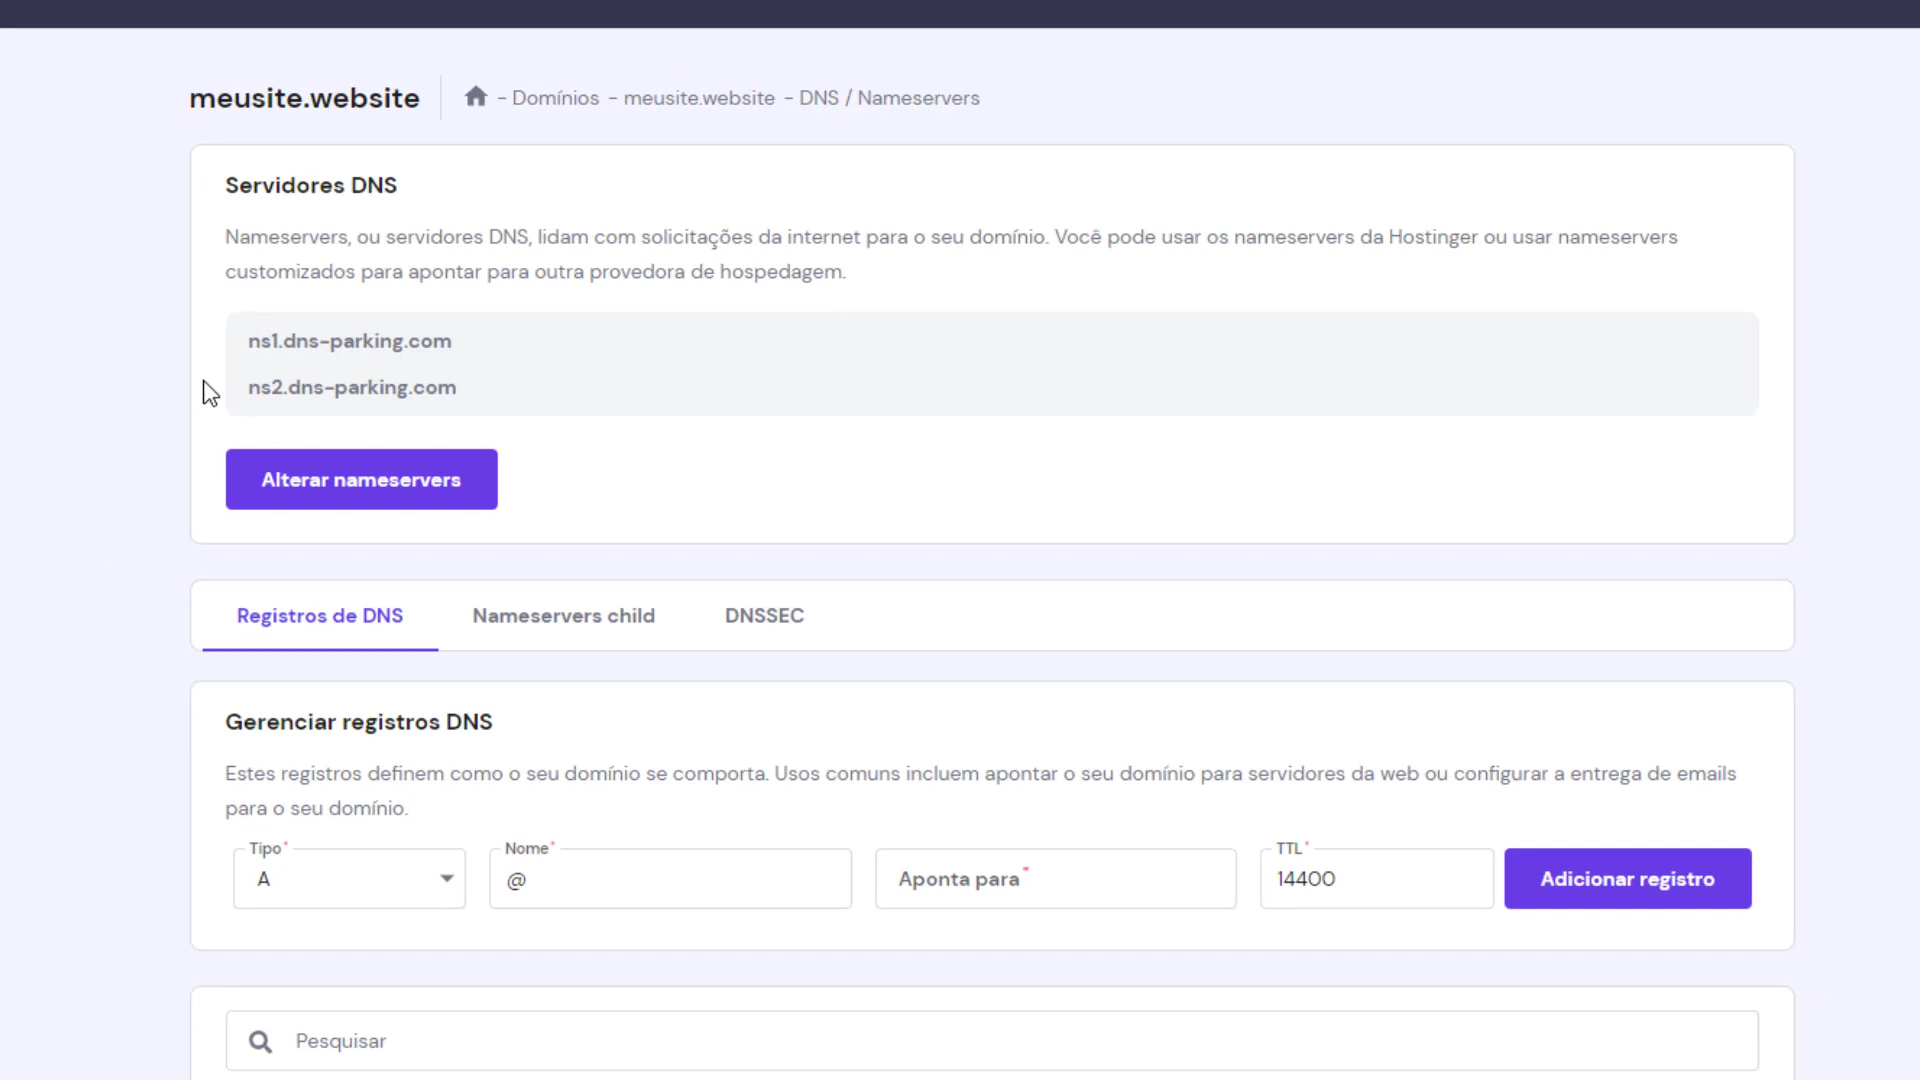 meusite.website
- Domínios - meusite.website - DNS / Nameservers
Servidores DNS
Nameservers, ou servidores DNS, lidam com solicitações da internet para o seu domínio. Você pode usar os nameservers da Hostinger ou usar nameservers
customizados para apontar para outra provedora de hospedagem.
ns1.dns-parking.com
ns2.dns-parking.com
Alterar nameservers
Registros de DNS
Nameservers child
DNSSEC
Gerenciar registros DNS
Estes registros definem como o seu domínio se comporta. Usos comuns incluem apontar o seu domínio para servidores da web ou configurar a entrega de emails
para o seu domínio.
Tipo*
A
Nome*
@
Aponta para*
TTL*
14400
Adicionar registro
Pesquisar